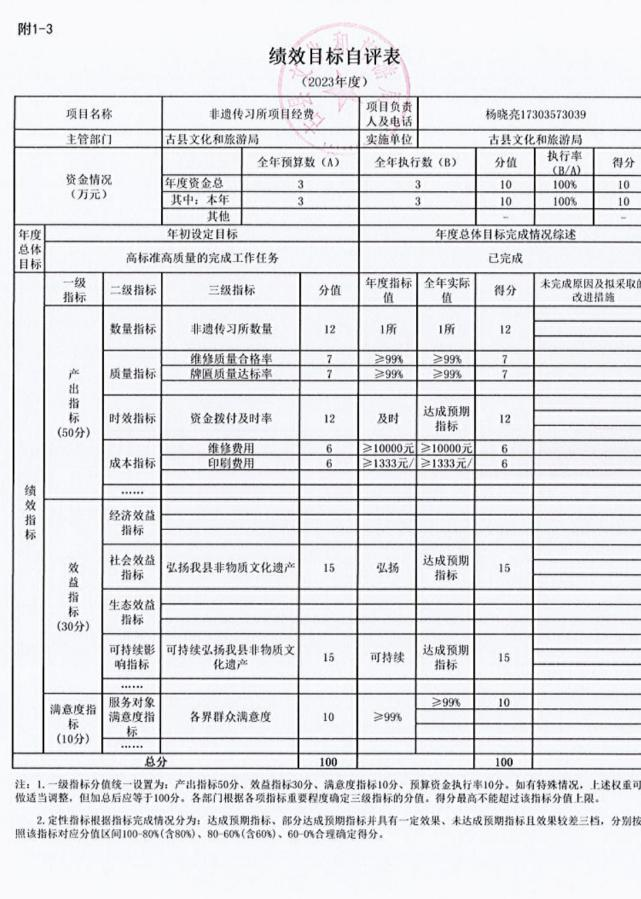 附1-3
绩效目标自评表
（2023年度）
项目名称 非遗传习所项目经费 项目负责人及电话 杨晓亮17303573039
主管部门 古县文化和旅游局 实施单位 古县文化和旅游局
资金情况（万元） 全年预算数（A） 全年执行数（B） 分值 执行率（B/A) 得分
年度资金总 3 3 10 100% 10
其中：本年 3 3 10 100% 10
其他 - -
年度总体目标 年初设定目标 年度总体目标完成情况综述
高标准高质量的完成工作任务 已完成
绩效指标 一级指标 二级指标 三级指标 分值 年度指标值 全年实际值 得分 未完成原因及拟采取的改进措施
产出指标(50分) 数量指标 非遗传习所数量 12 1所 1所 12
质量指标 维修质量合格率 7 ≥99% ≥99% 7
牌匾质量达标率 7 ≥99% ≥99% 7
时效指标 资金拨付及时率 12 及时 达成预期指标 12
成本指标 维修费用 6 ≥10000元 ≥10000元 6
印刷费用 6 ≥1333元/ ≥1333元/ 6
……
效益指标(30分) 经济效益指标
社会效益指标 弘扬我县非物质文化遗产 15 弘扬 达成预期指标 15
生态效益指标
可持续影响指标 可持续弘扬我县非物质文化遗产 15 可持续 达成预期指标 15
……
满意度指标(10分) 服务对象满意度指标 各界群众满意度 10 ≥99% ≥99% 10
……
总分 100 100
注：1.一级指标分值统一设置为：产出指标50分、效益指标30分、满意度指标10分、预算资金执行率10分。如有特殊情况，上述权重可
做适当调整，但加总后应等于100分。各部门根据各项指标重要程度确定三级指标的分值。得分最高不能超过该指标分值上限。
2.定性指标根据指标完成情况分为：达成预期指标、部分达成预期指标并具有一定效果、未达成预期指标且效果较差三档，分别按
照该指标对应分值区间100-80%(含80%)、80-60%(含60%)、60-0%合理确定得分。